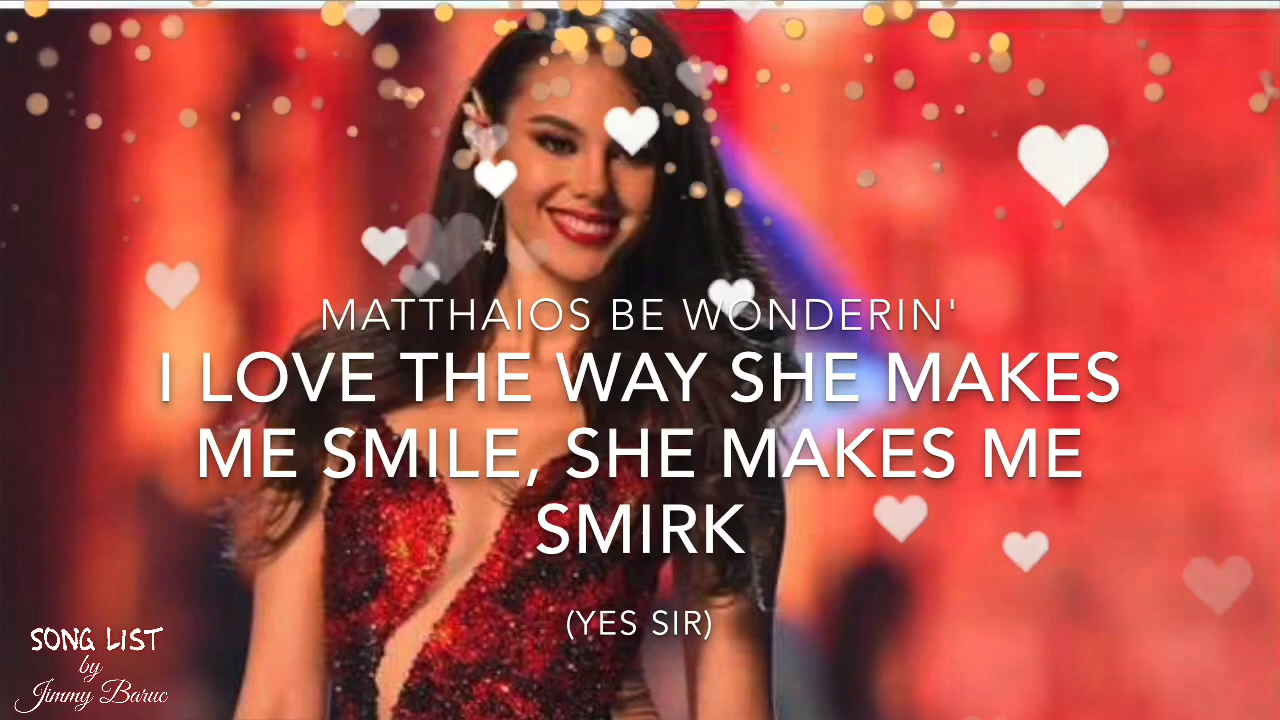 MATTHAIOS BE WONDERIN'
I LOVE THE WAY SHE MAKES
ME SMILE, SHE MAKES ME
SMIRK
(YES SIR)
SONG LIST
by
Jimmy Baruc